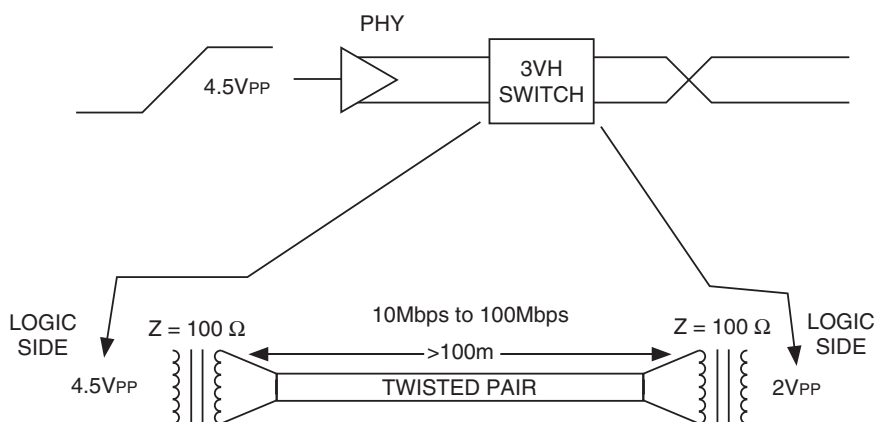 PHY
4.5VPP
3VH
SWITCH
LOGIC
SIDE
4.5VPP
Z = 100 Ω
10Mbps to 100Mbps
>100m
TWISTED PAIR
Z = 100 Ω
LOGIC
SIDE
2VPP